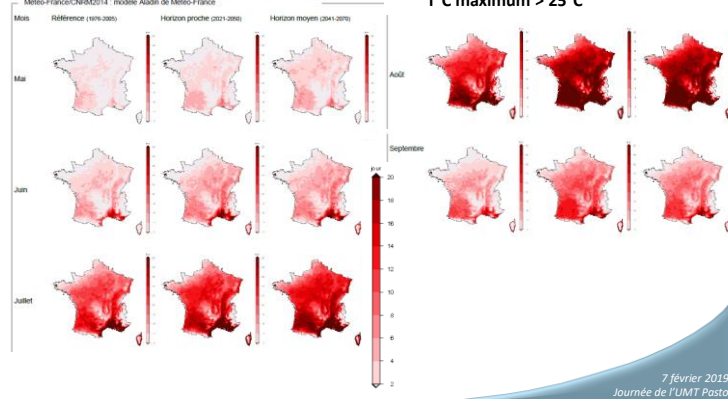 Météo-France/CNRM2014 : modèle Aladin de Météo-France
T°C maximum > 25°C
Mois Référence (1976-2005) Horizon proche (2021-2050) Horizon moyen (2041-2070)
Mai
Août
Juin
Septembre
Juillet
jour
20
18
16
14
12
10
8
6
4
2
7 février 2019
Journée de l'UMT Pasto